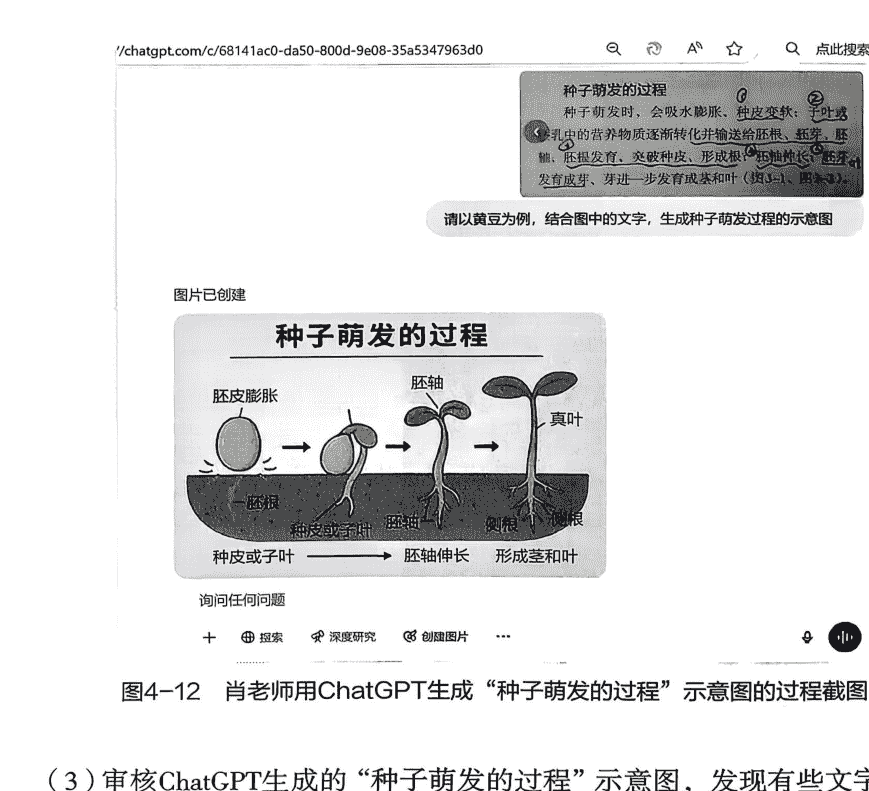 //chatgpt.com/c/68141ac0-da50-800d-9e08-35a5347963d0 A 点此搜索
种子萌发的过程
① ②
种子萌发时、会吸水膨胀、种皮变软；子叶或
乳中的营养物质逐渐转化并输送给胚根、胚芽、胚
轴、胚根发育、突破种皮、形成根；胚轴伸长；胚芽
发育成芽、芽进一步发育成茎和叶（图3-1、图3-2）。
请以黄豆为例，结合图中的文字，生成种子萌发过程的示意图
图片已创建
种子萌发的过程
胚皮膨胀
胚轴
真叶
胚根
种皮或子叶
胚轴
侧根
侧根
种皮或子叶 胚轴伸长 形成茎和叶
询问任何问题
+ 搜索 深度研究 创建图片 ...
图4-12 肖老师用ChatGPT生成“种子萌发的过程”示意图的过程截图
（3）审核ChatGPT生成的“种子萌发的过程”示意图，发现有些文字